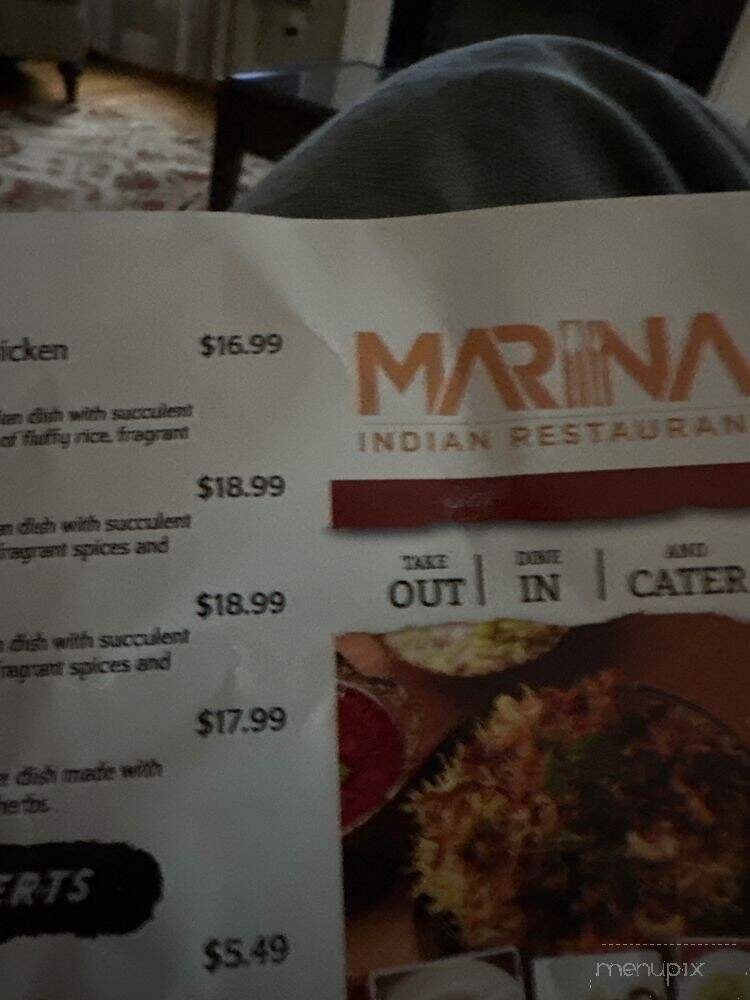 icken $16.99
ian dish with succulent
of fluffy rice, fragrant
$18.99
an dish with succulent
fragrant spices and
$18.99
n dish with succulent
fragrant spices and
$17.99
e dish made with
herbs.
ERTS
$5.49
MARINA
INDIAN RESTAURAN
TAKE OUT | DINE IN | AND CATER
menupix